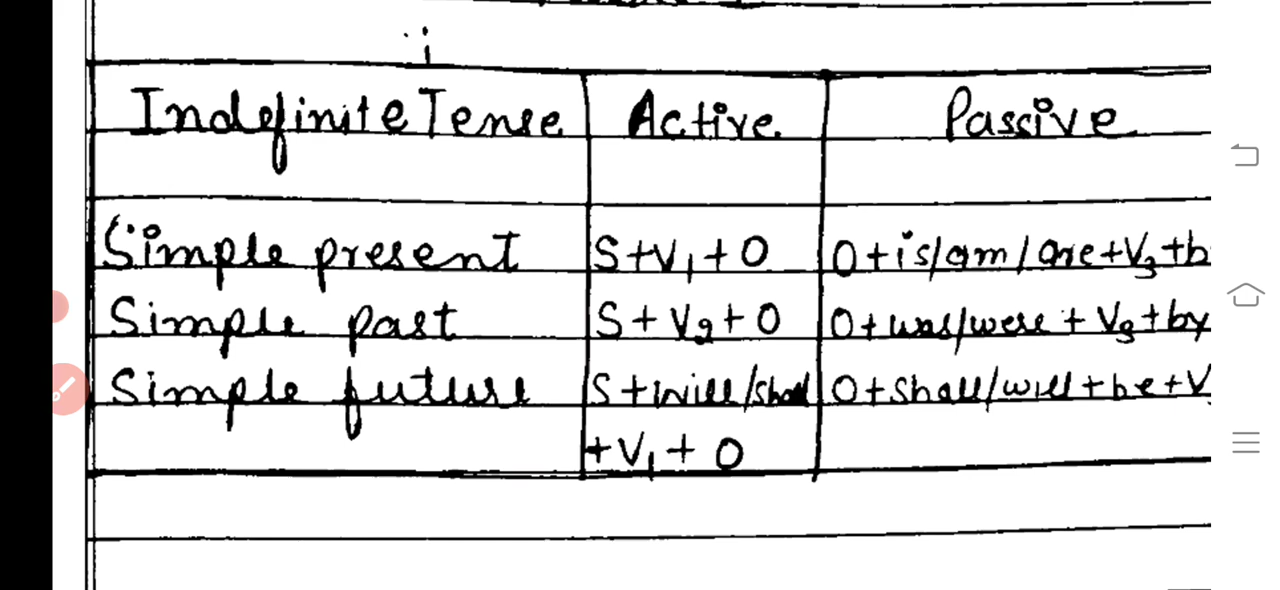 Indefinite Tense Active Passive
Simple present S+V₁+O O+is/am/are+V₃+b
Simple past S+V₂+O O+was/were+V₃+by
Simple future S+will/shall O+shall/will+be+V
+V₁+O